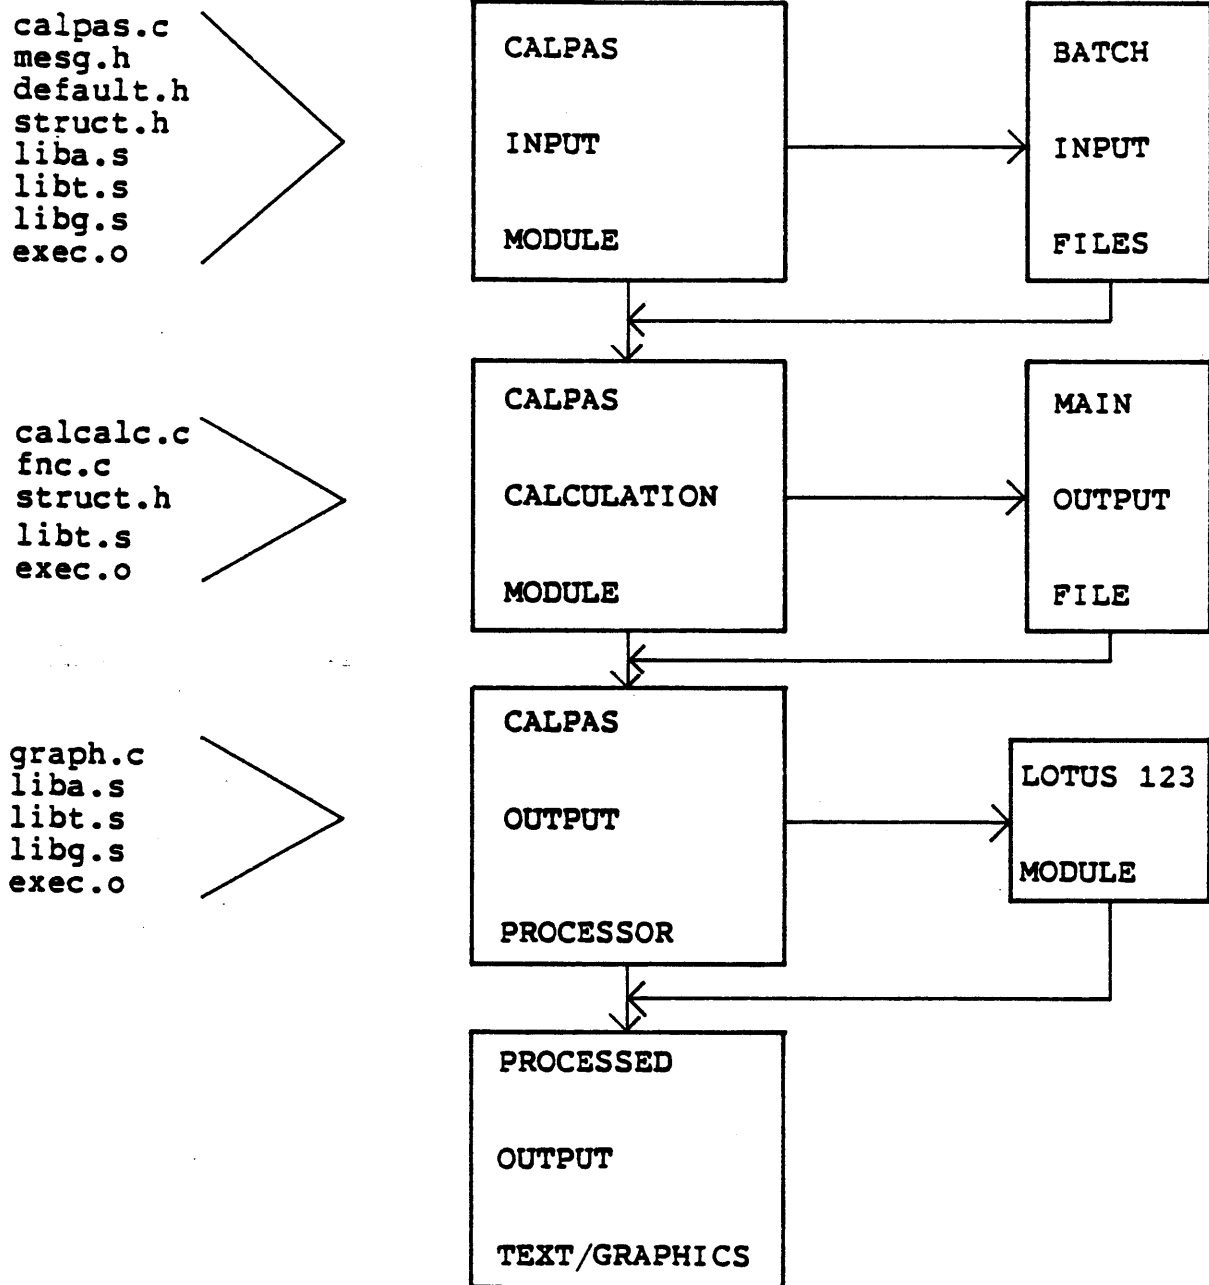 calpas.c
mesg.h
default.h
struct.h
liba.s
libt.s
libg.s
exec.o
CALPAS
INPUT
MODULE
BATCH
INPUT
FILES
calcalc.c
fnc.c
struct.h
libt.s
exec.o
CALPAS
CALCULATION
MODULE
MAIN
OUTPUT
FILE
graph.c
liba.s
libt.s
libg.s
exec.o
CALPAS
OUTPUT
PROCESSOR
LOTUS 123
MODULE
PROCESSED
OUTPUT
TEXT/GRAPHICS